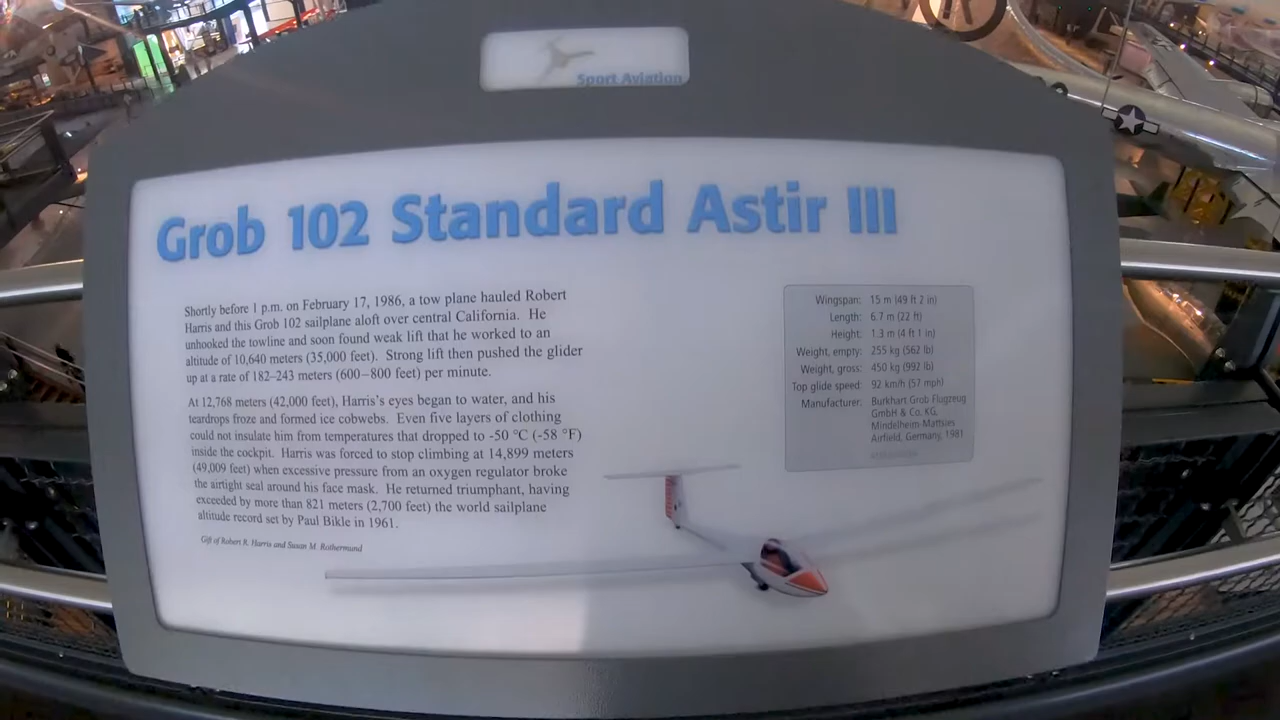 Sport Aviation
Grob 102 Standard Astir III
Shortly before 1 p.m. on February 17, 1986, a tow plane hauled Robert
Harris and this Grob 102 sailplane aloft over central California. He
unhooked the towline and soon found weak lift that he worked to an
altitude of 10,640 meters (35,000 feet). Strong lift then pushed the glider
up at a rate of 182–243 meters (600–800 feet) per minute.
At 12,768 meters (42,000 feet), Harris's eyes began to water, and his
teardrops froze and formed ice cobwebs. Even five layers of clothing
could not insulate him from temperatures that dropped to -50 °C (-58 °F)
inside the cockpit. Harris was forced to stop climbing at 14,899 meters
(49,009 feet) when excessive pressure from an oxygen regulator broke
the airtight seal around his face mask. He returned triumphant, having
exceeded by more than 821 meters (2,700 feet) the world sailplane
altitude record set by Paul Bikle in 1961.
Gift of Robert R. Harris and Susan M. Rothermund
Wingspan: 15 m (49 ft 2 in)
Length: 6.7 m (22 ft)
Height: 1.3 m (4 ft 1 in)
Weight, empty: 255 kg (562 lb)
Weight, gross: 450 kg (992 lb)
Top glide speed: 92 km/h (57 mph)
Manufacturer: Burkhart Grob Flugzeug
GmbH & Co. KG,
Mindelheim-Mattsies
Airfield, Germany, 1981
R